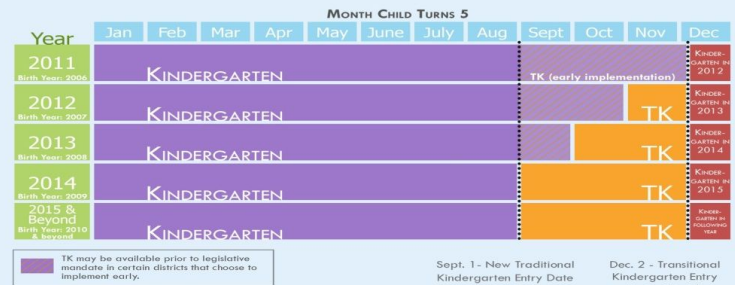 MONTH CHILD TURNS 5
Year Jan Feb Mar Apr May June July Aug Sept Oct Nov Dec
2011
Birth Year: 2006
KINDERGARTEN
TK (early implementation)
KINDER-
GARTEN IN
2012
2012
Birth Year: 2007
KINDERGARTEN
TK
KINDER-
GARTEN IN
2013
2013
Birth Year: 2008
KINDERGARTEN
TK
KINDER-
GARTEN IN
2014
2014
Birth Year: 2009
KINDERGARTEN
TK
KINDER-
GARTEN IN
2015
2015 &
Beyond
Birth Year: 2010
& beyond
KINDERGARTEN
TK
KINDER-
GARTEN IN
FOLLOWING
YEAR
TK may be available prior to legislative
mandate in certain districts that choose to
implement early.
Sept. 1- New Traditional
Kindergarten Entry Date
Dec. 2 - Transitional
Kindergarten Entry